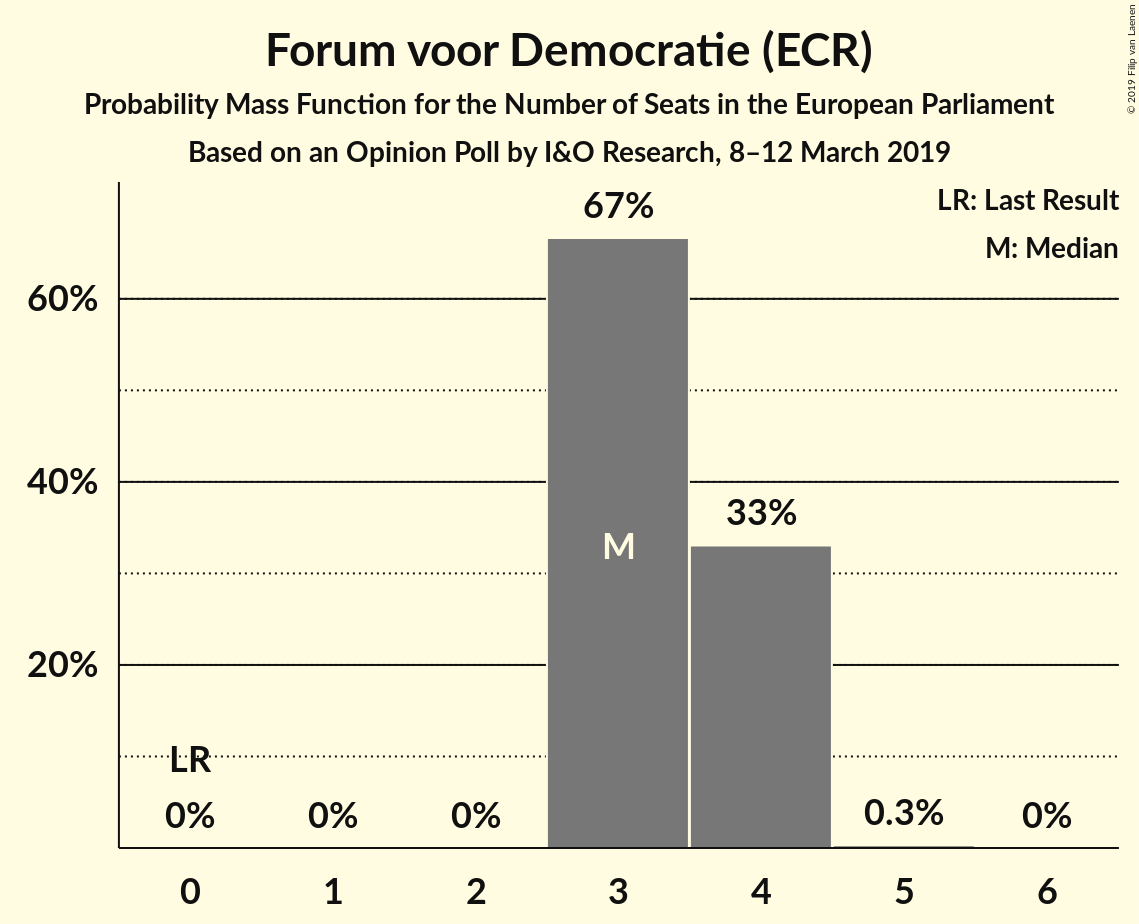 Forum voor Democratie (ECR)
Probability Mass Function for the Number of Seats in the European Parliament
Based on an Opinion Poll by I&O Research, 8–12 March 2019
© 2019 Filip van Laenen
LR: Last Result
M: Median
67%
60%
40%
33%
M
20%
LR
0%
0%
0%
0.3%
0%
0
1
2
3
4
5
6